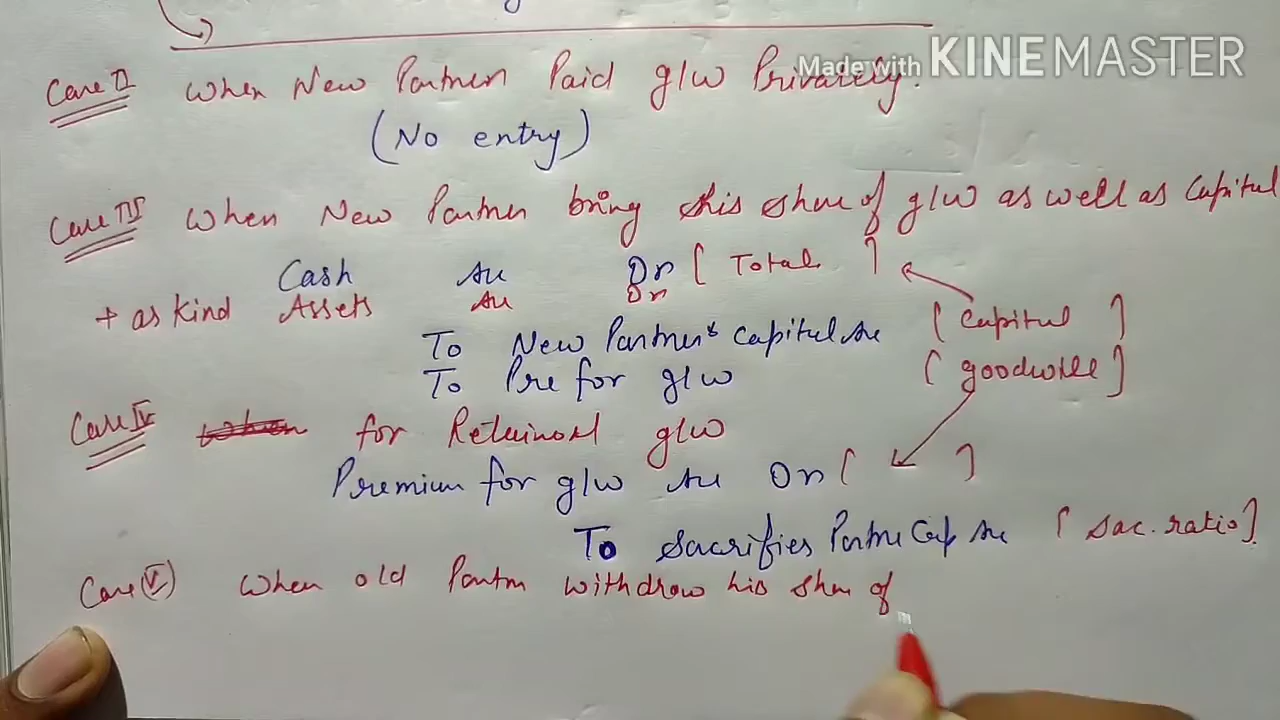 Made with KINEMASTER
Case II When New Partner Paid g/w Privately.
(No entry)
Case III When New Partner bring his share of g/w as well as Capital
Cash A/c Dr [ Total ]
+ as kind Assets A/c Dr
To New Partner's Capital A/c [ Capital ]
To Pre for g/w [ goodwill ]
Case IV for Retained g/w
Premium for g/w A/c Dr [ ]
To Sacrifies Partner Cap A/c [ Sac. ratio ]
Case (V) When old Partner withdrow his share of